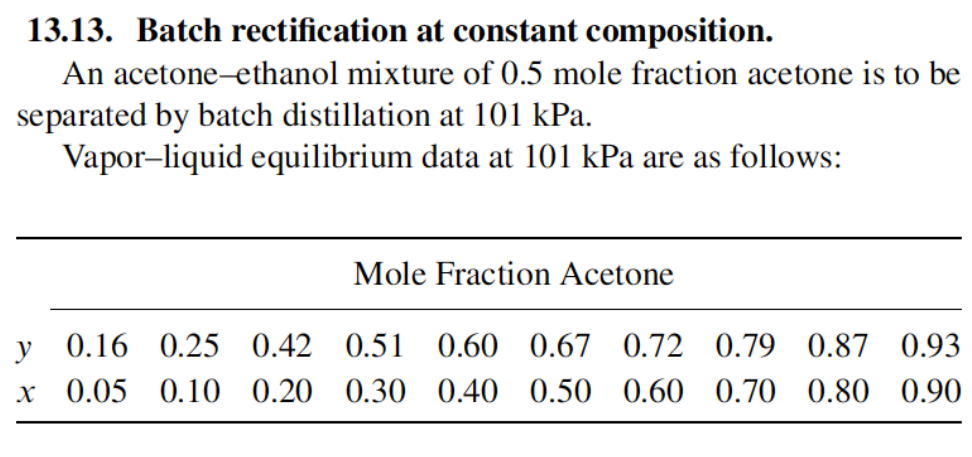 13.13. Batch rectification at constant composition.
An acetone–ethanol mixture of 0.5 mole fraction acetone is to be
separated by batch distillation at 101 kPa.
Vapor–liquid equilibrium data at 101 kPa are as follows:
Mole Fraction Acetone
y 0.16 0.25 0.42 0.51 0.60 0.67 0.72 0.79 0.87 0.93
x 0.05 0.10 0.20 0.30 0.40 0.50 0.60 0.70 0.80 0.90